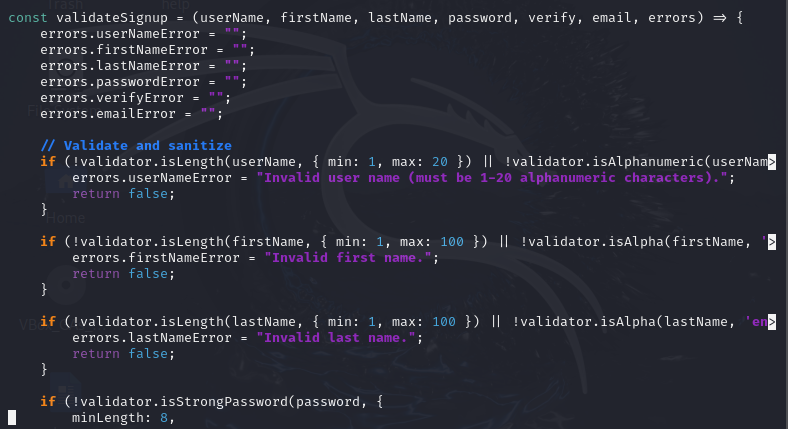 const validateSignup = (userName, firstName, lastName, password, verify, email, errors) => {
    errors.userNameError = "";
    errors.firstNameError = "";
    errors.lastNameError = "";
    errors.passwordError = "";
    errors.verifyError = "";
    errors.emailError = "";

    // Validate and sanitize
    if (!validator.isLength(userName, { min: 1, max: 20 }) || !validator.isAlphanumeric(userNam>
        errors.userNameError = "Invalid user name (must be 1-20 alphanumeric characters).";
        return false;
    }

    if (!validator.isLength(firstName, { min: 1, max: 100 }) || !validator.isAlpha(firstName, '>
        errors.firstNameError = "Invalid first name.";
        return false;
    }

    if (!validator.isLength(lastName, { min: 1, max: 100 }) || !validator.isAlpha(lastName, 'en>
        errors.lastNameError = "Invalid last name.";
        return false;
    }

    if (!validator.isStrongPassword(password, {
        minLength: 8,
Trash
help
Home